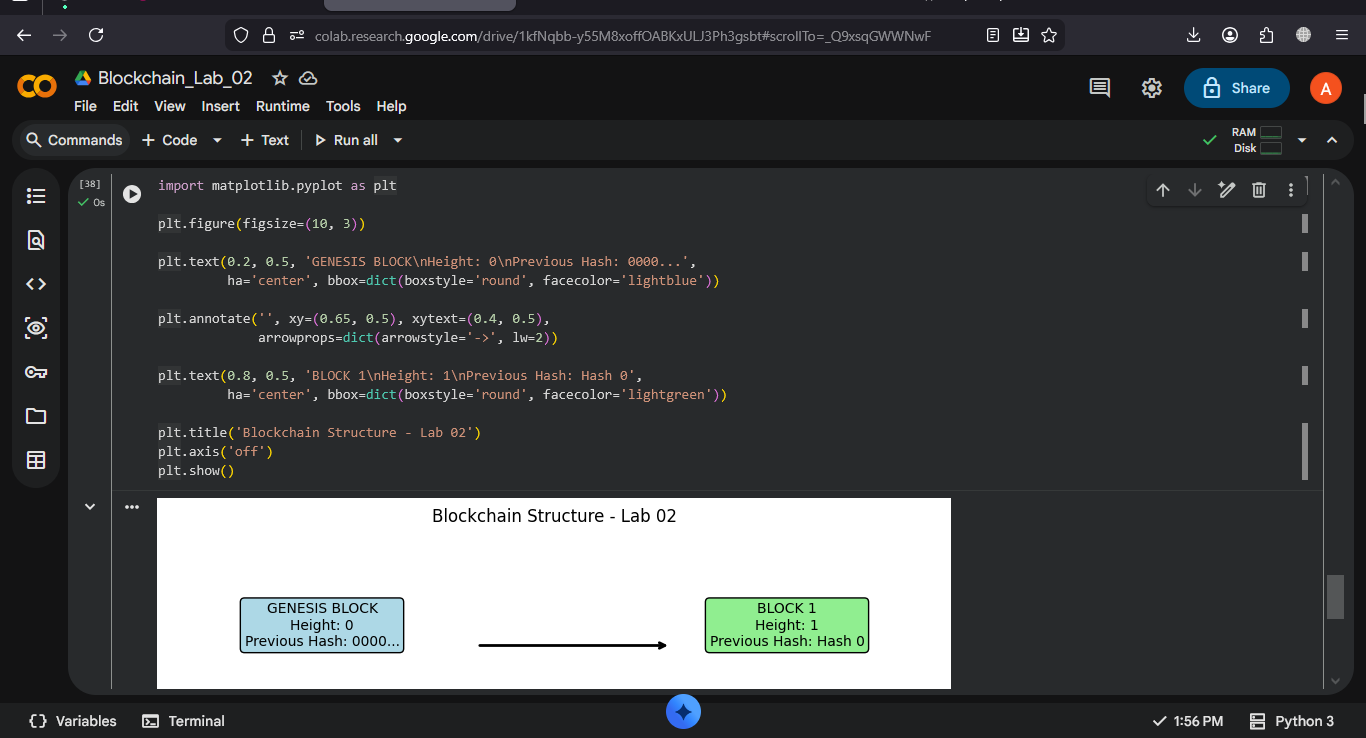 colab.research.google.com/drive/1kfNqbb-y55M8xoffOABKxULJ3Ph3gsbt#scrollTo=_Q9xsqGWWNwF
Blockchain_Lab_02
File Edit View Insert Runtime Tools Help
Share
A
Commands + Code + Text Run all
RAM
Disk
[38]
0s
import matplotlib.pyplot as plt
plt.figure(figsize=(10, 3))
plt.text(0.2, 0.5, 'GENESIS BLOCK\nHeight: 0\nPrevious Hash: 0000...',
ha='center', bbox=dict(boxstyle='round', facecolor='lightblue'))
plt.annotate('', xy=(0.65, 0.5), xytext=(0.4, 0.5),
arrowprops=dict(arrowstyle='->', lw=2))
plt.text(0.8, 0.5, 'BLOCK 1\nHeight: 1\nPrevious Hash: Hash 0',
ha='center', bbox=dict(boxstyle='round', facecolor='lightgreen'))
plt.title('Blockchain Structure - Lab 02')
plt.axis('off')
plt.show()
Blockchain Structure - Lab 02
GENESIS BLOCK
Height: 0
Previous Hash: 0000...
BLOCK 1
Height: 1
Previous Hash: Hash 0
{} Variables Terminal
1:56 PM Python 3